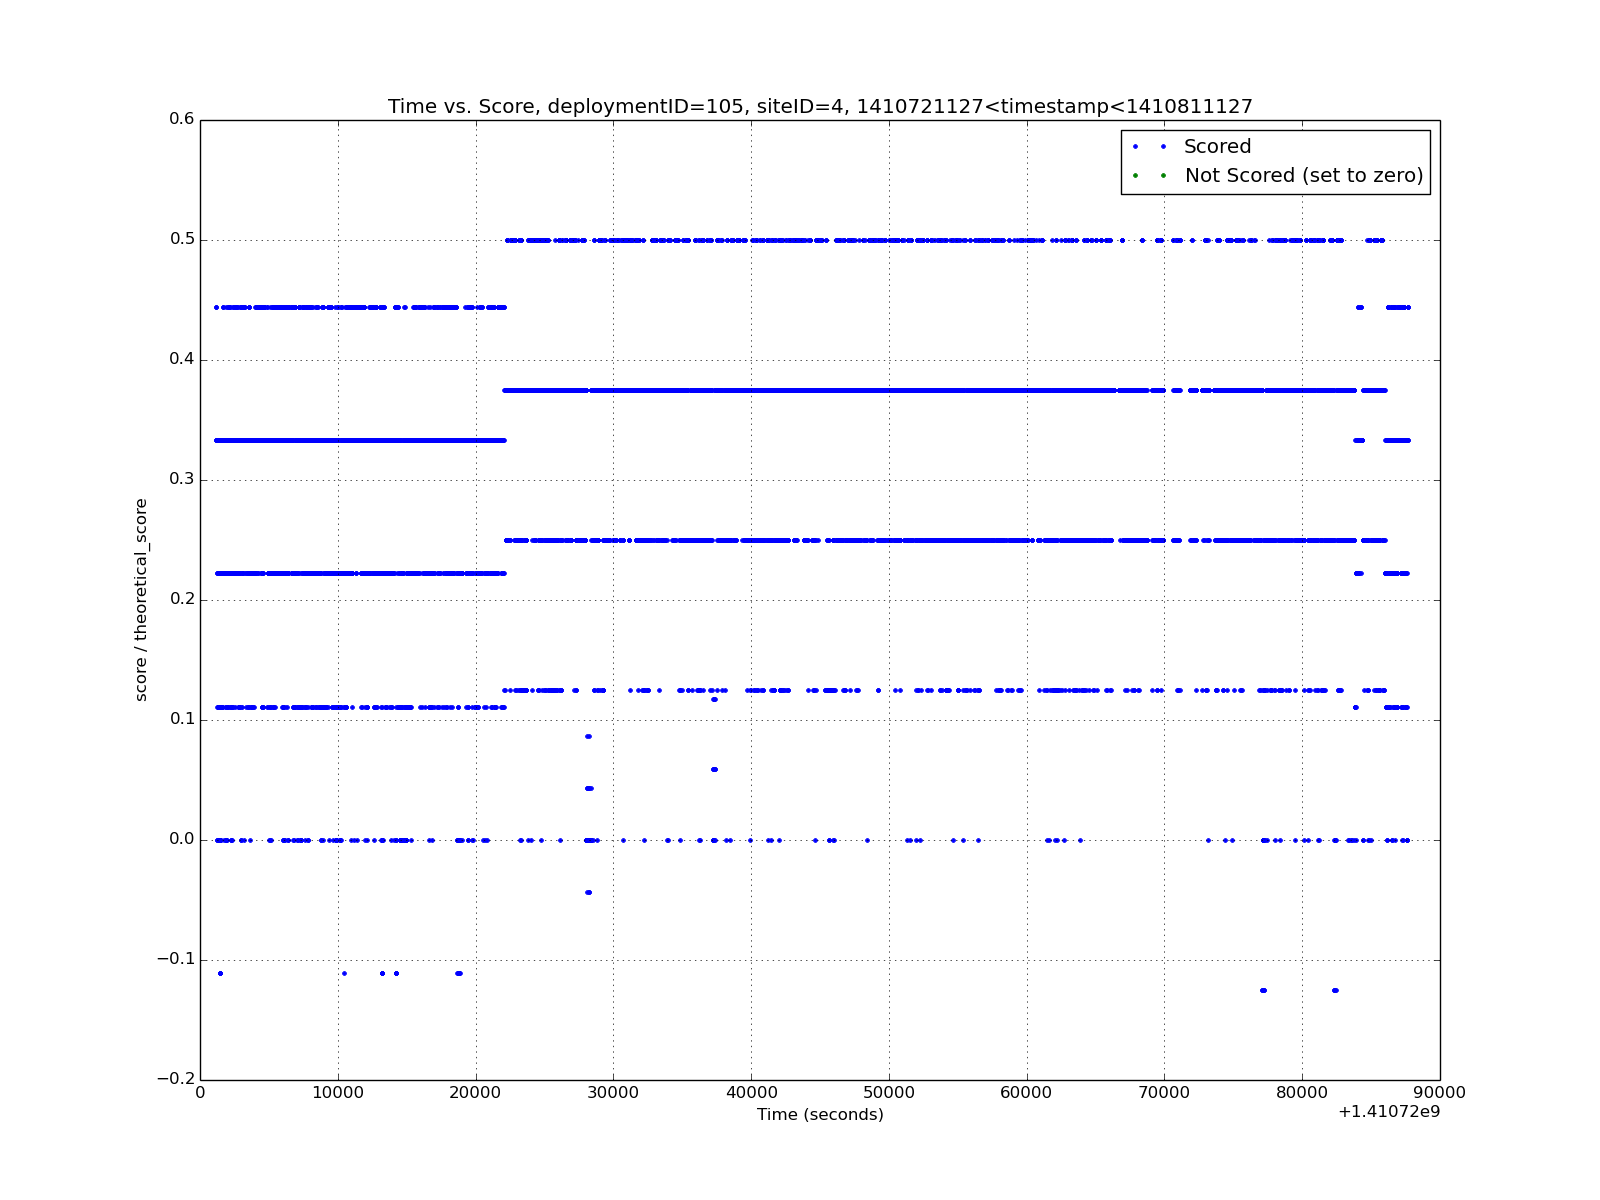 Time vs. Score, deploymentID=105, siteID=4, 1410721127<timestamp<1410811127
Scored
Not Scored (set to zero)
0.6
0.5
0.4
0.3
0.2
0.1
0.0
−0.1
−0.2
score / theoretical_score
0 10000 20000 30000 40000 50000 60000 70000 80000 90000
Time (seconds)
+1.41072e9